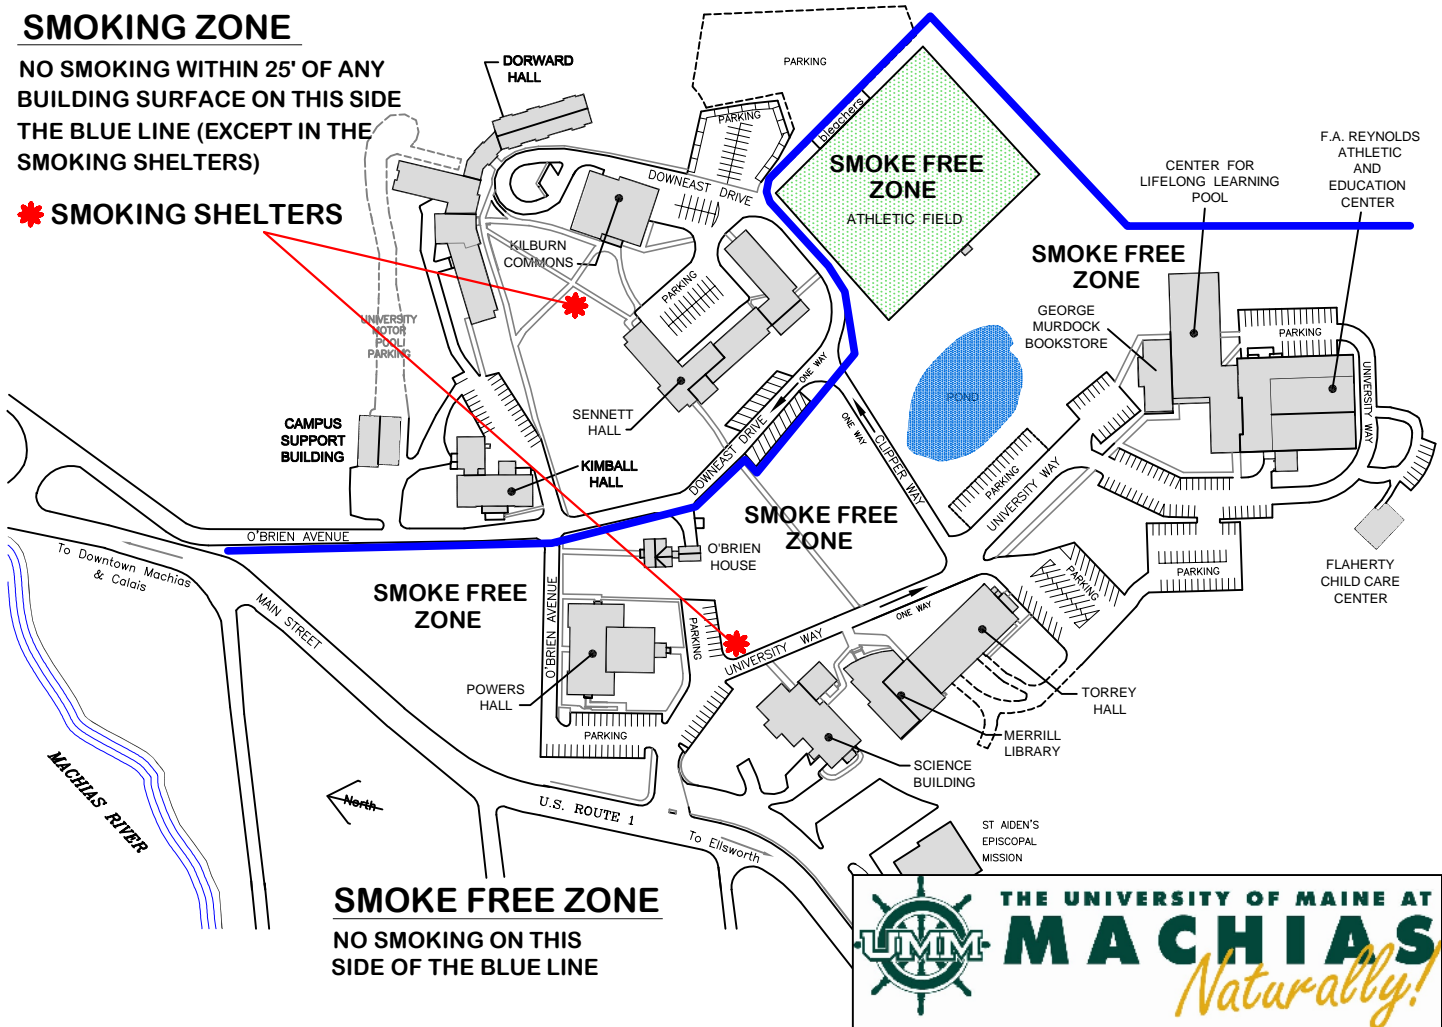 SMOKING ZONE
NO SMOKING WITHIN 25' OF ANY
BUILDING SURFACE ON THIS SIDE
THE BLUE LINE (EXCEPT IN THE
SMOKING SHELTERS)
SMOKING SHELTERS
DORWARD
HALL
PARKING
PARKING
bleachers
SMOKE FREE
ZONE
ATHLETIC FIELD
DOWNEAST DRIVE
KILBURN
COMMONS
PARKING
UNIVERSITY
MOTOR
POOLI
PARKING
CENTER FOR
LIFELONG LEARNING
POOL
F.A. REYNOLDS
ATHLETIC
AND
EDUCATION
CENTER
SMOKE FREE
ZONE
GEORGE
MURDOCK
BOOKSTORE
PARKING
UNIVERSITY WAY
POND
ONE WAY
ONE WAY
CLIPPER WAY
DOWNEAST DRIVE
SENNETT
HALL
CAMPUS
SUPPORT
BUILDING
KIMBALL
HALL
PARKING
UNIVERSITY WAY
SMOKE FREE
ZONE
O'BRIEN AVENUE
To Downtown Machias
& Calais
MAIN STREET
SMOKE FREE
ZONE
O'BRIEN AVENUE
O'BRIEN
HOUSE
PARKING
UNIVERSITY WAY
ONE WAY
PARKING
PARKING
FLAHERTY
CHILD CARE
CENTER
POWERS
HALL
PARKING
TORREY
HALL
MERRILL
LIBRARY
SCIENCE
BUILDING
MACHIAS RIVER
North
U.S. ROUTE 1
To Ellsworth
ST AIDEN'S
EPISCOPAL
MISSION
SMOKE FREE ZONE
NO SMOKING ON THIS
SIDE OF THE BLUE LINE
UMM
THE UNIVERSITY OF MAINE AT
MACHIAS
Naturally!